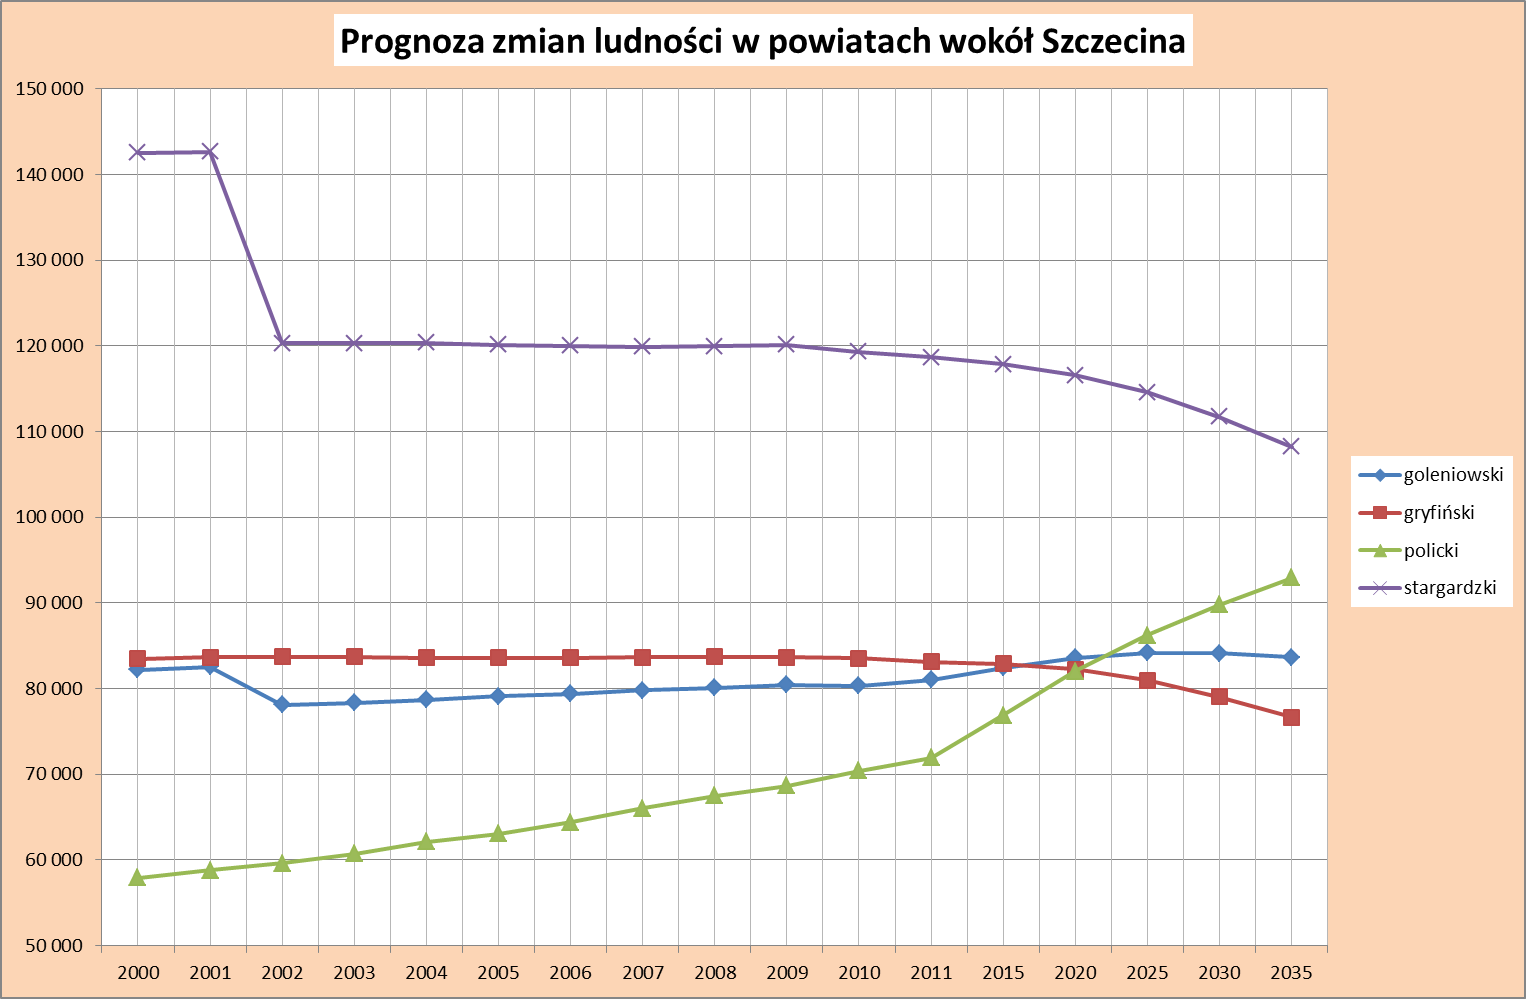 Prognoza zmian ludności w powiatach wokół Szczecina
150 000
140 000
130 000
120 000
110 000
100 000
90 000
80 000
70 000
60 000
50 000
2000 2001 2002 2003 2004 2005 2006 2007 2008 2009 2010 2011 2015 2020 2025 2030 2035
goleniowski
gryfiński
policki
stargardzki